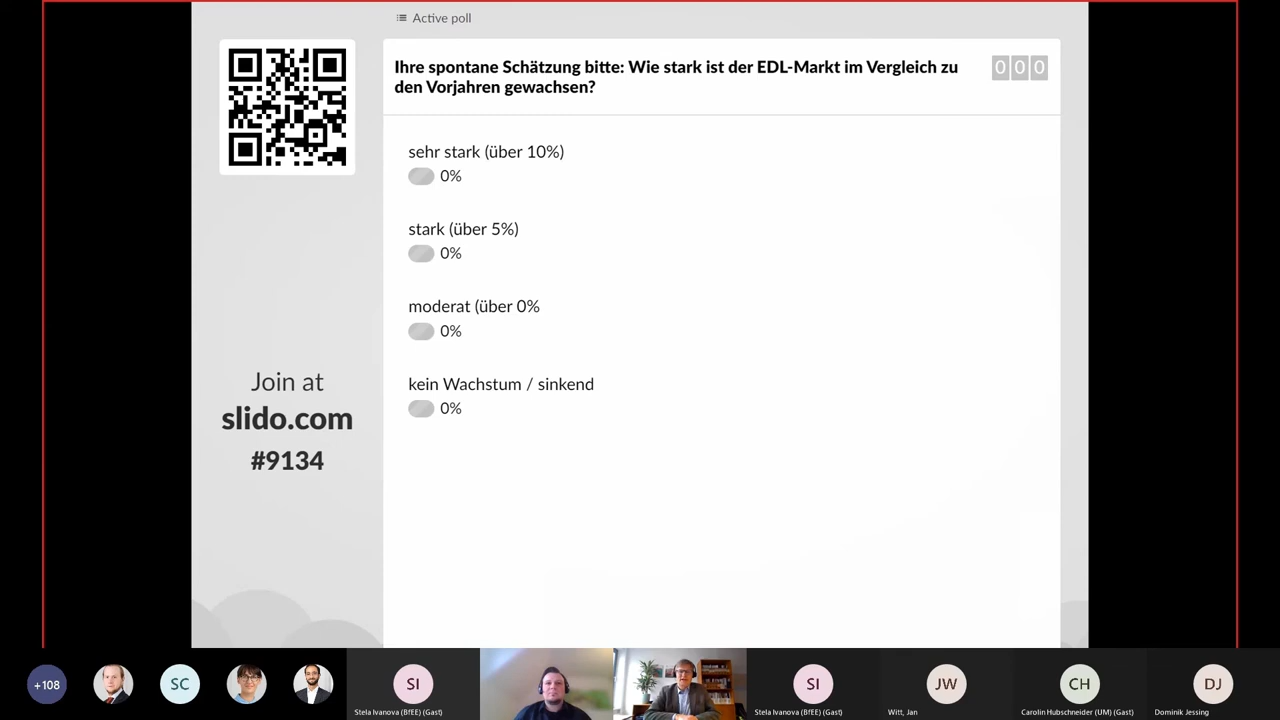 Active poll
Ihre spontane Schätzung bitte: Wie stark ist der EDL-Markt im Vergleich zu
den Vorjahren gewachsen?
000
sehr stark (über 10%)
0%
stark (über 5%)
0%
moderat (über 0%
0%
kein Wachstum / sinkend
0%
Join at
slido.com
#9134
+108
SC
SI
Stela Ivanova (BfEE) (Gast)
SI
Stela Ivanova (BfEE) (Gast)
JW
Witt, Jan
CH
Carolin Hubschneider (UM) (Gast)
DJ
Dominik Jessing